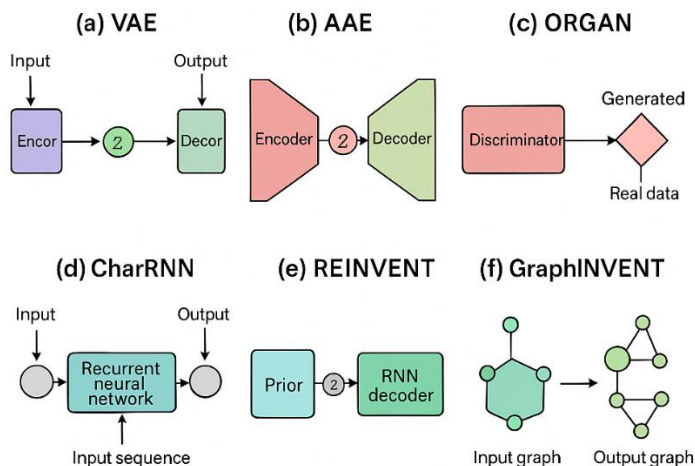 (a) VAE
Input
Output
Encor
2
Decor
(b) AAE
Encoder
2
Decoder
(c) ORGAN
Generated
Discriminator
Real data
(d) CharRNN
Input
Output
Recurrent
neural
network
Input sequence
(e) REINVENT
Prior
2
RNN
decoder
(f) GraphINVENT
Input graph
Output graph